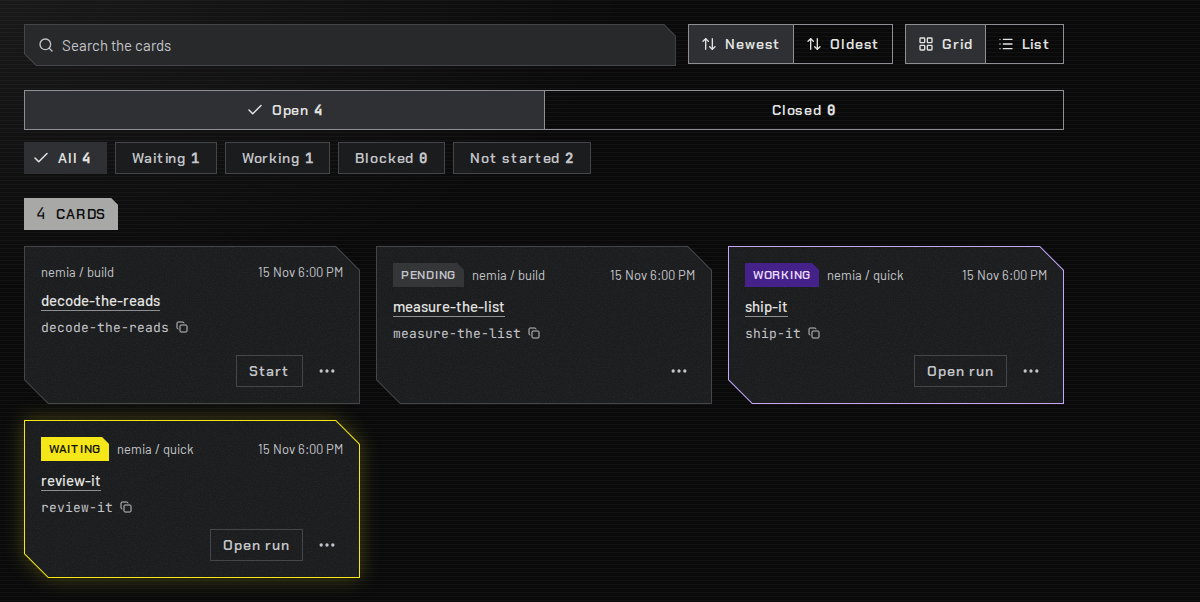 Search the cards
Newest
Oldest
Grid
List
Open 4
Closed 0
All 4
Waiting 1
Working 1
Blocked 0
Not started 2
4 CARDS
nemia / build 15 Nov 6:00 PM
decode-the-reads
decode-the-reads
Start
PENDING nemia / build 15 Nov 6:00 PM
measure-the-list
measure-the-list
WORKING nemia / quick 15 Nov 6:00 PM
ship-it
ship-it
Open run
WAITING nemia / quick 15 Nov 6:00 PM
review-it
review-it
Open run